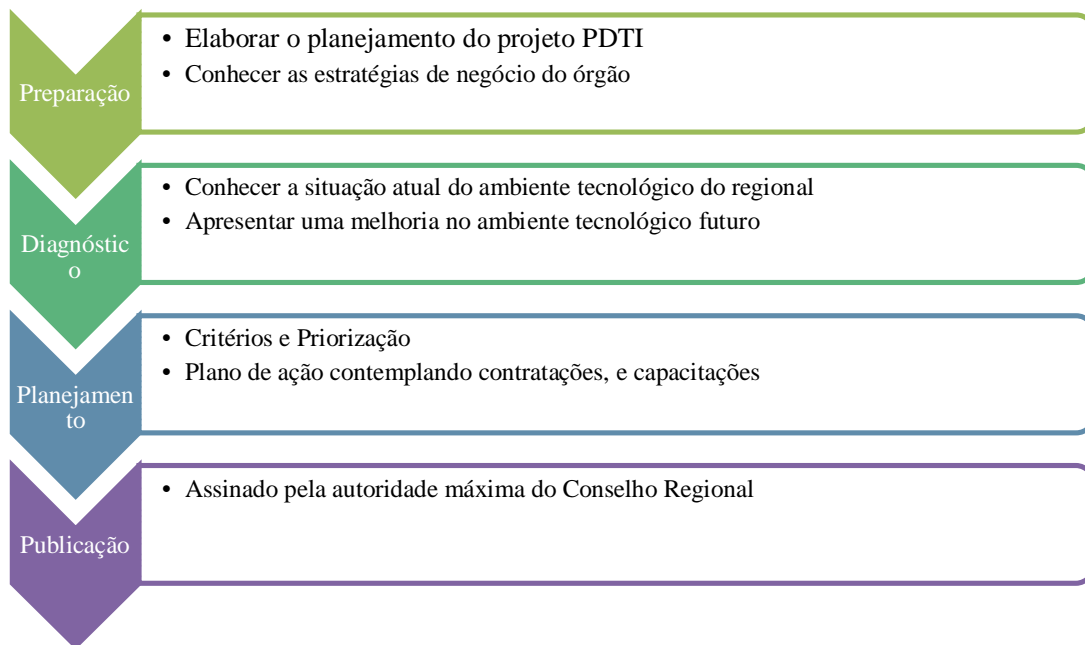 Preparação
• Elaborar o planejamento do projeto PDTI
• Conhecer as estratégias de negócio do órgão
Diagnóstic
o
• Conhecer a situação atual do ambiente tecnológico do regional
• Apresentar uma melhoria no ambiente tecnológico futuro
Planejamen
to
• Critérios e Priorização
• Plano de ação contemplando contratações, e capacitações
Publicação
• Assinado pela autoridade máxima do Conselho Regional